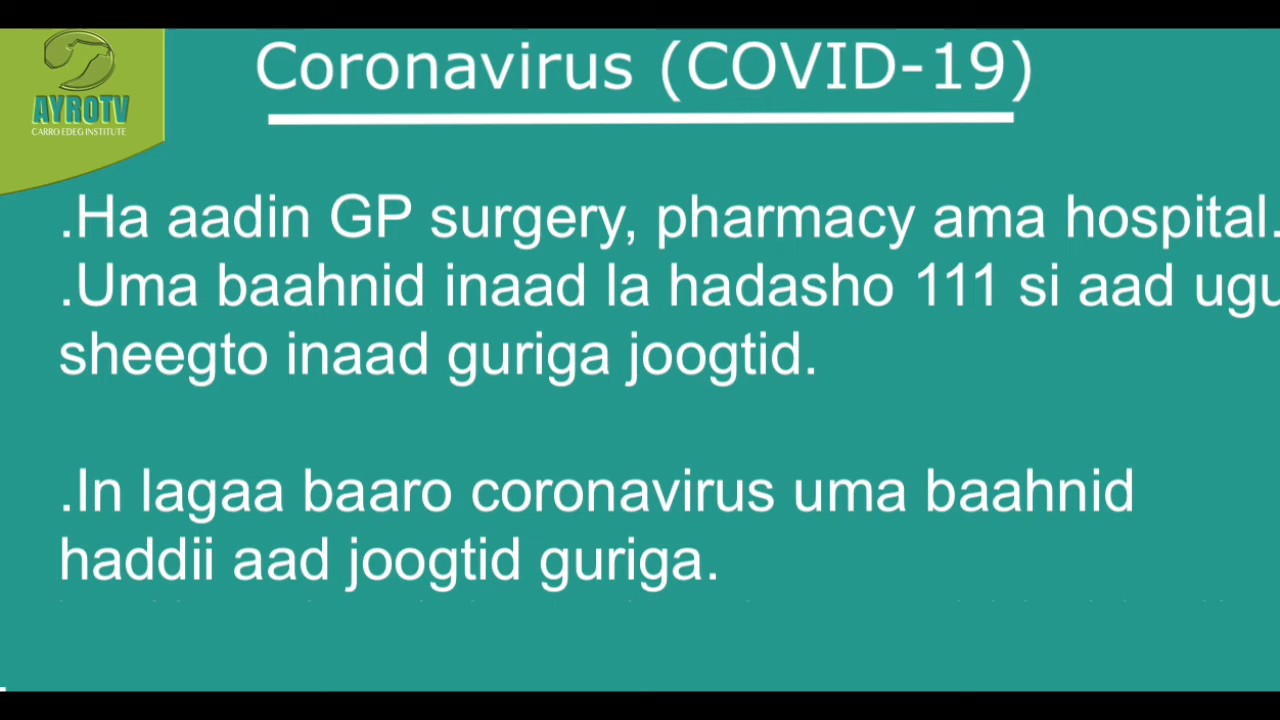 Coronavirus (COVID-19)
AYROTV
CARRO EDEG INSTITUTE
.Ha aadin GP surgery, pharmacy ama hospital.
.Uma baahnid inaad la hadasho 111 si aad ugu
sheegto inaad guriga joogtid.
.In lagaa baaro coronavirus uma baahnid
haddii aad joogtid guriga.